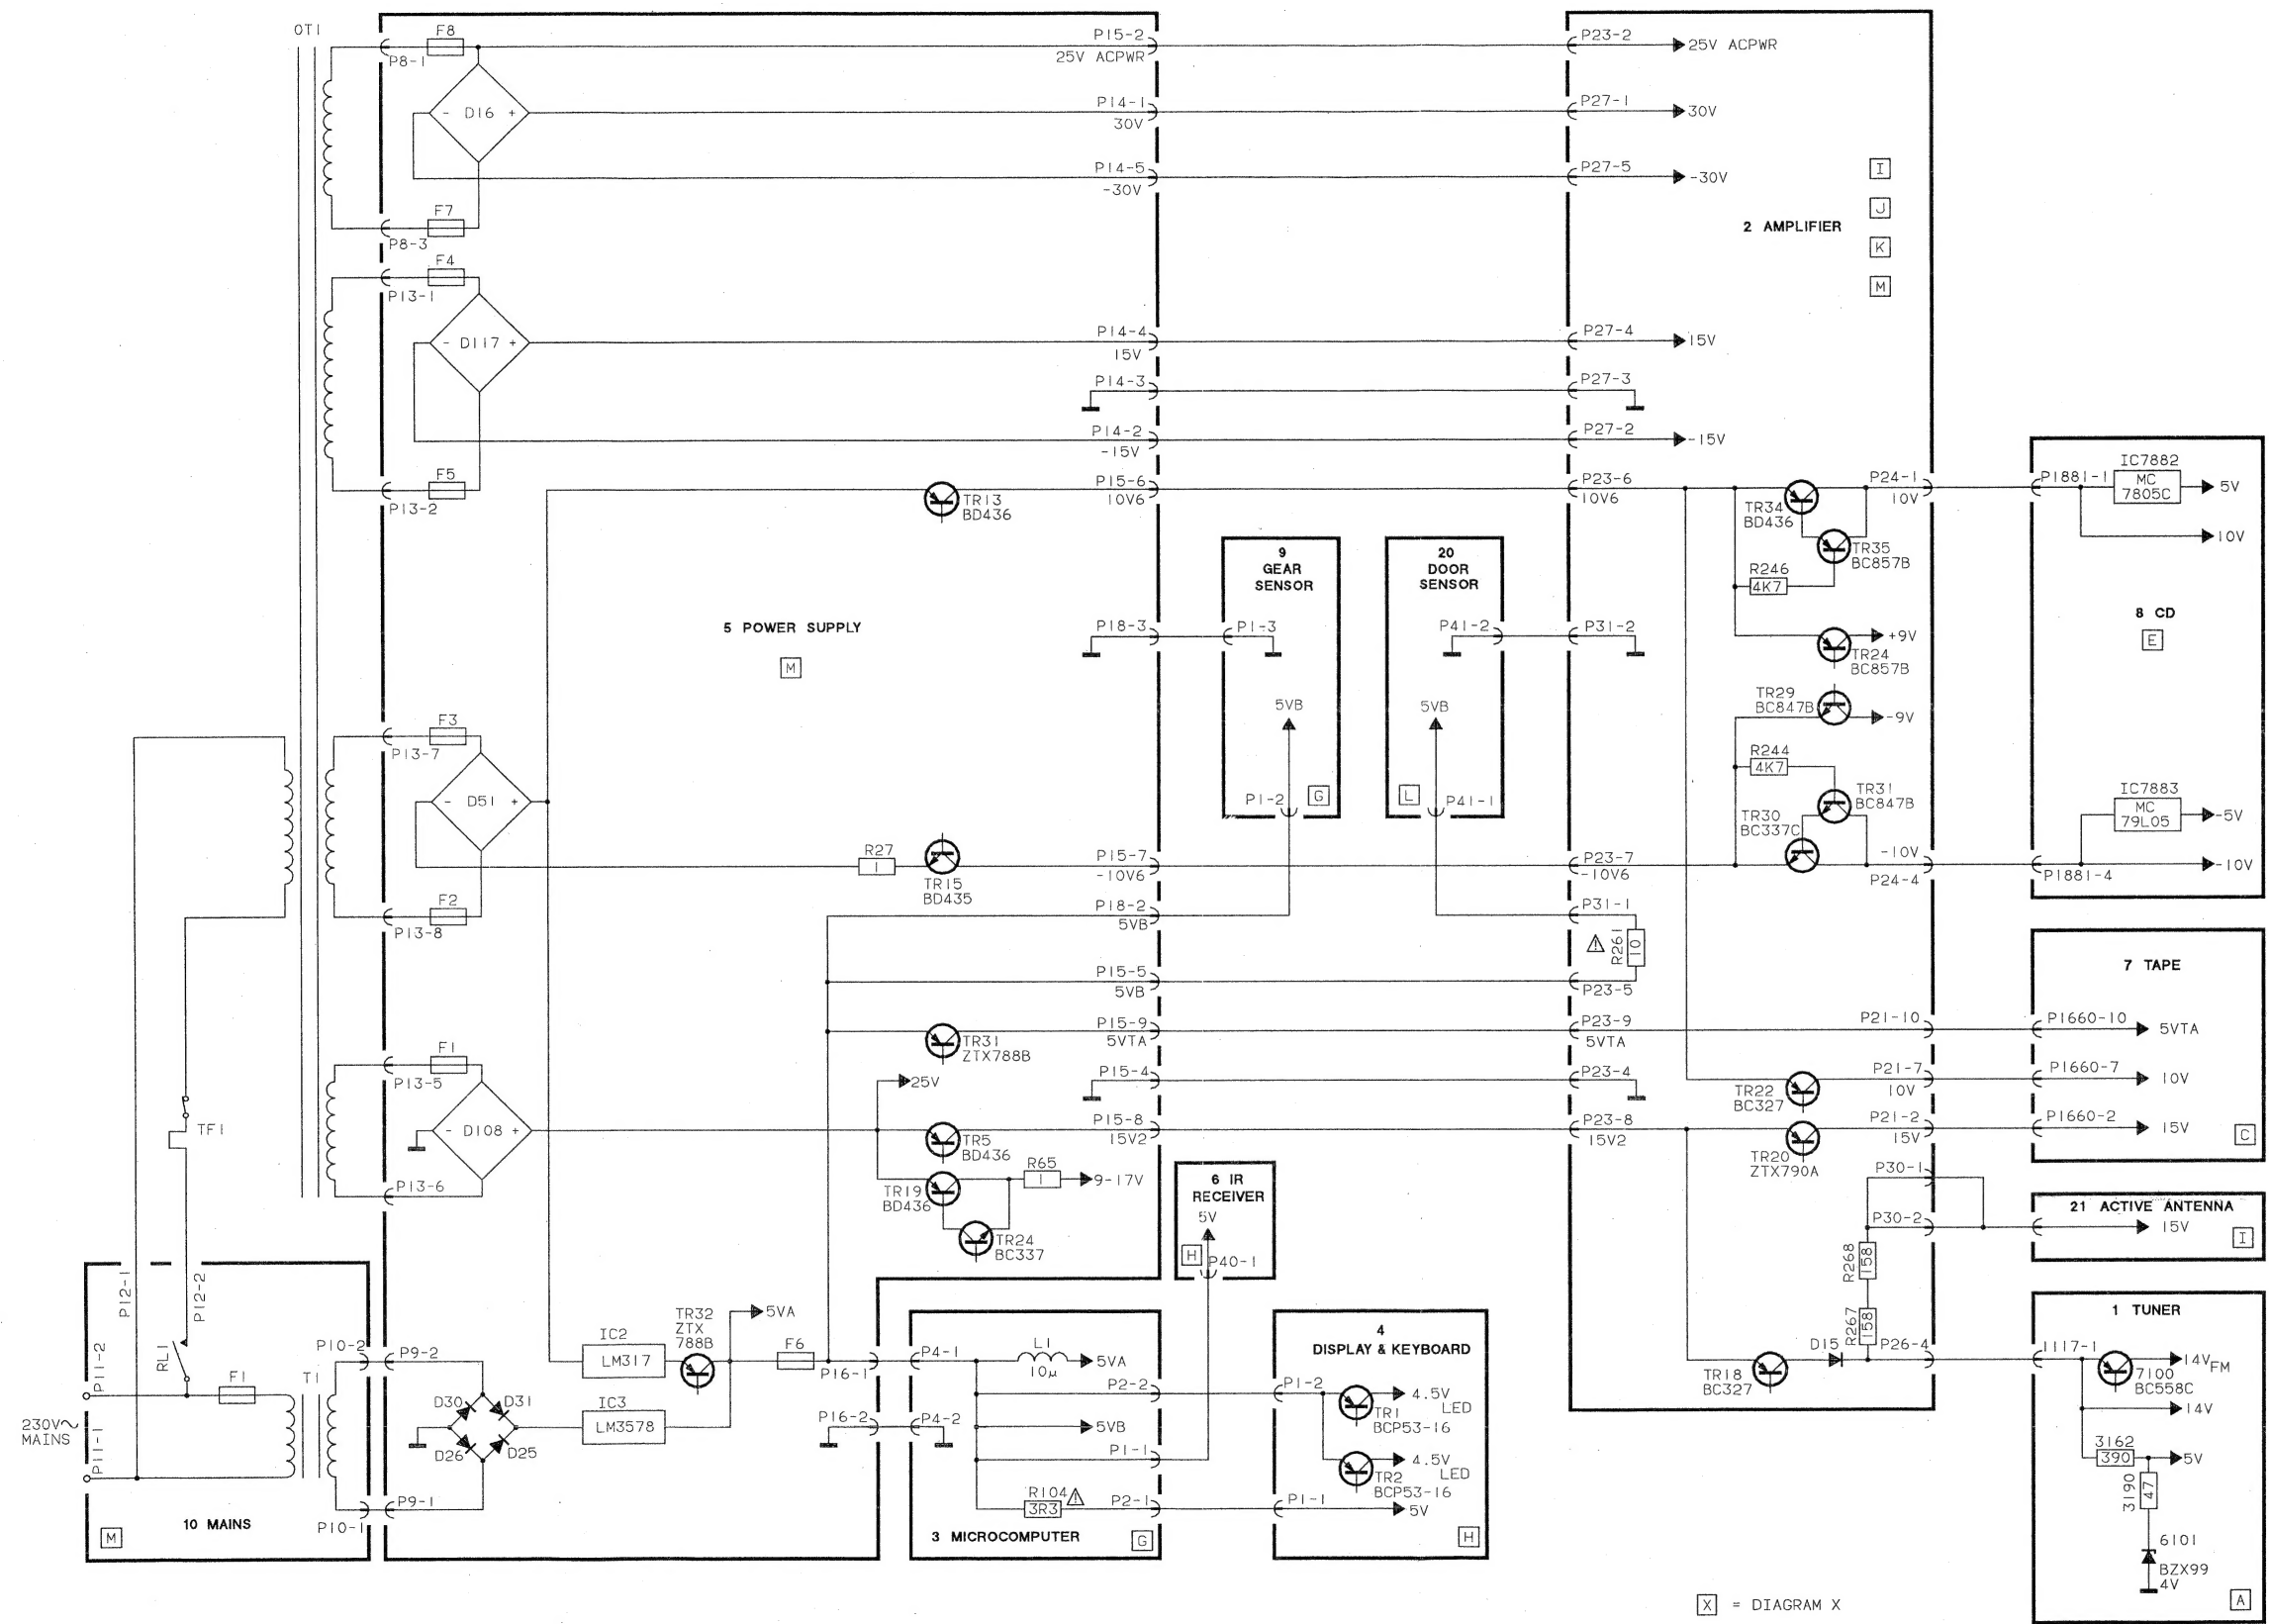 OT1
F8
P8-1
P15-2
25V ACPWR
P23-2
25V ACPWR
- D16 +
P14-1
30V
P27-1
30V
P14-5
-30V
P27-5
-30V
F7
P8-3
I
J
K
M
2 AMPLIFIER
F4
P13-1
- D117 +
P14-4
15V
P27-4
15V
P14-3
P27-3
P14-2
-15V
P27-2
-15V
F5
P13-2
TR13
BD436
P15-6
10V6
P23-6
10V6
TR34
BD436
P24-1
10V
P1881-1
IC7882
MC
7805C
5V
10V
TR35
BC857B
R246
4K7
9
GEAR
SENSOR
20
DOOR
SENSOR
5 POWER SUPPLY
M
P18-3
P1-3
P41-2
P31-2
+9V
TR24
BC857B
8 CD
E
TR29
BC847B
-9V
5VB
5VB
F3
P13-7
R244
4K7
- D51 +
P1-2
G
L
P41-1
TR31
BC847B
TR30
BC337C
IC7883
MC
79L05
-5V
R27
1
TR15
BD435
P15-7
-10V6
P23-7
-10V6
-10V
P24-4
P1881-4
-10V
F2
P13-8
P18-2
5VB
P31-1
R261
10
7 TAPE
P15-5
5VB
P23-5
TR31
ZTX788B
P15-9
5VTA
P23-9
5VTA
P21-10
P1660-10
5VTA
F1
P13-5
25V
P15-4
P23-4
TR22
BC327
P21-7
10V
P1660-7
10V
TF1
- D108 +
TR5
BD436
P15-8
15V2
P23-8
15V2
TR20
ZTX790A
P21-2
15V
P1660-2
15V
C
P13-6
TR19
BD436
R65
1
9-17V
TR24
BC337
6 IR
RECEIVER
5V
H
P40-1
P30-1
P30-2
21 ACTIVE ANTENNA
15V
I
R268
158
R267
158
P12-1
P12-2
P11-2
RL1
F1
T1
P10-2
P9-2
IC2
LM317
TR32
ZTX
788B
5VA
F6
P16-1
P4-1
L1
10µ
5VA
4
DISPLAY & KEYBOARD
1 TUNER
TR18
BC327
D15
P26-4
1117-1
7100
BC558C
14VFM
14V
P2-2
P1-2
TR1
BCP53-16
4.5V
LED
230V~
MAINS
P11-1
D30
D31
D26
D25
IC3
LM3578
P16-2
P4-2
5VB
P1-1
TR2
BCP53-16
4.5V
LED
3162
390
5V
3190
47
P9-1
P10-1
R104
3R3
P2-1
P1-1
5V
10 MAINS
M
3 MICROCOMPUTER
G
H
6101
BZX99
4V
A
X = DIAGRAM X